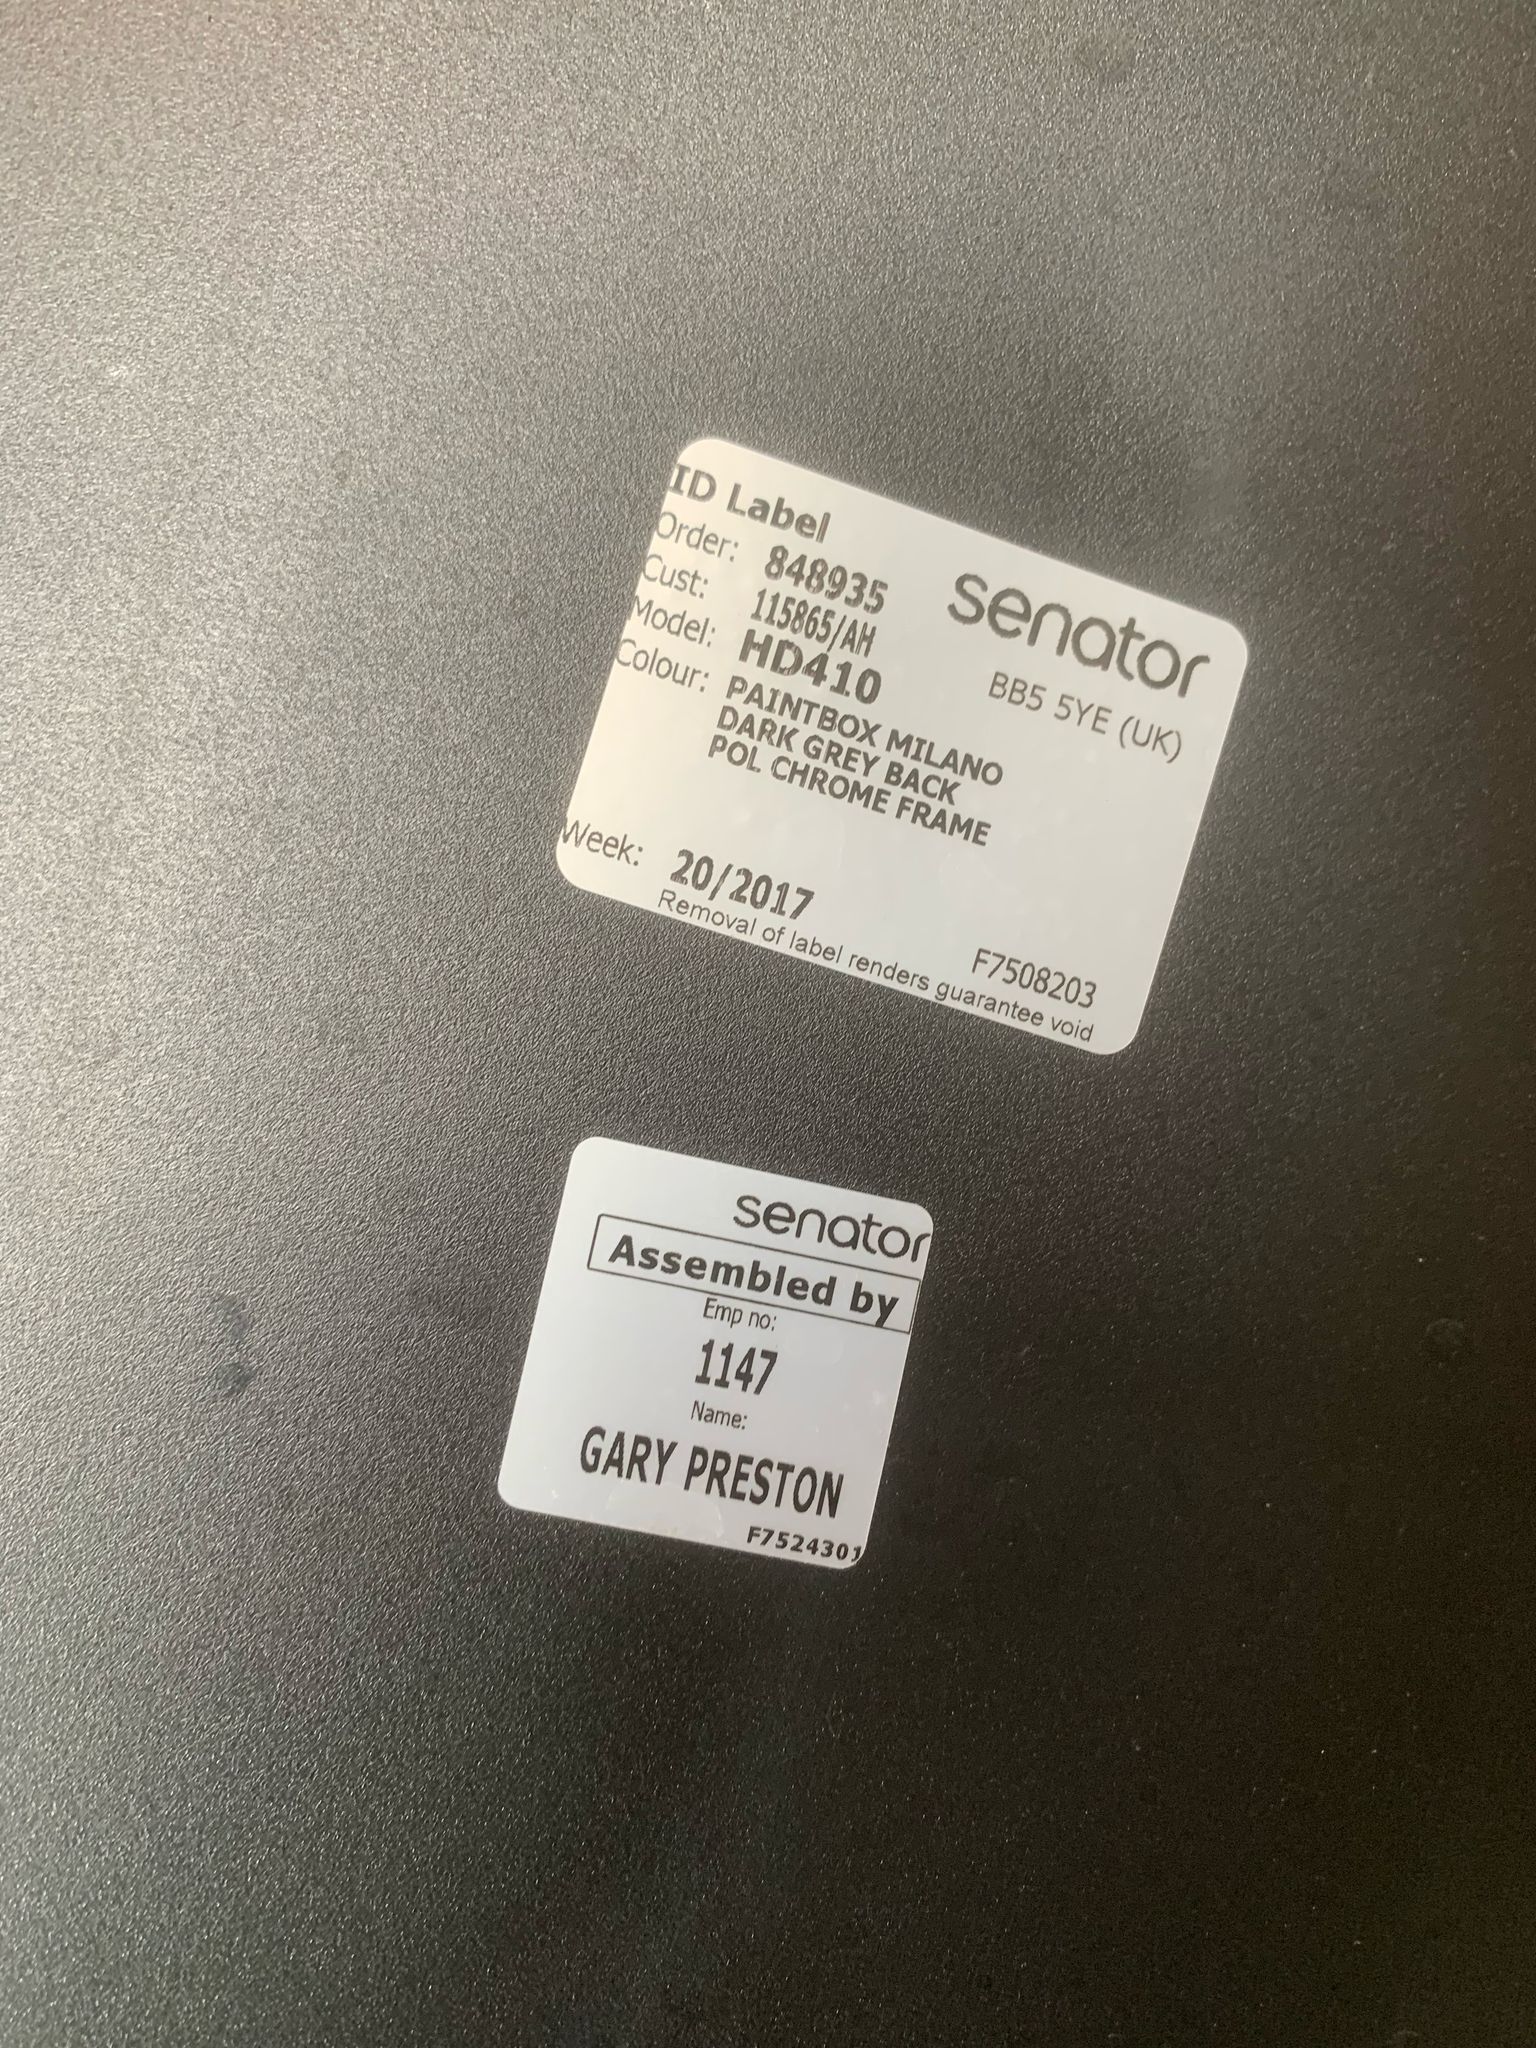 ID Label
senator
Order: 848935
Cust: 115865/AH
BB5 5YE (UK)
Model: HD410
Colour: PAINTBOX MILANO
DARK GREY BACK
POL CHROME FRAME
Week: 20/2017
F7508203
Removal of label renders guarantee void
senator
Assembled by
Emp no:
1147
Name:
GARY PRESTON
F7524301